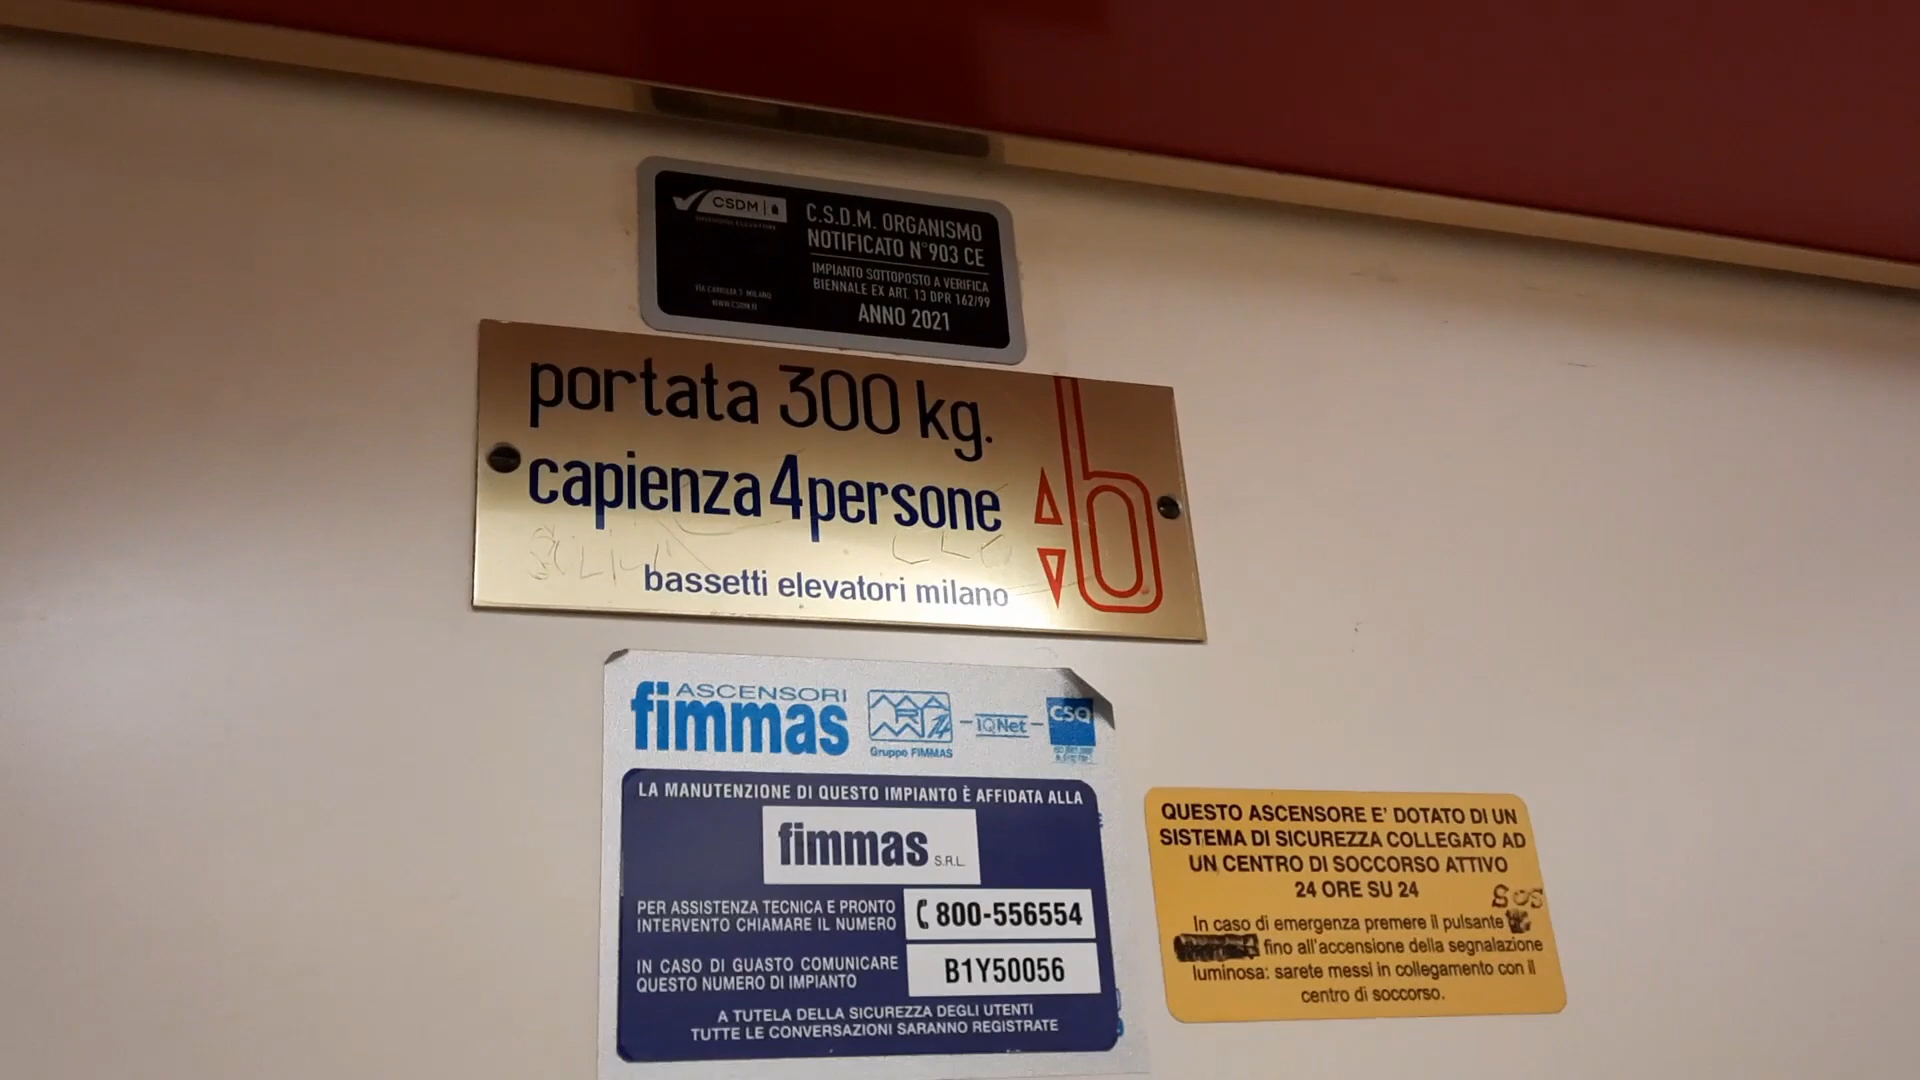 CSDM
C.S.D.M. ORGANISMO
NOTIFICATO N°903 CE
IMPIANTO SOTTOPOSTO A VERIFICA
BIENNALE EX ART. 13 DPR 162/99
ANNO 2021
MILANO
WWW.CSDM.IT
portata 300 kg.
capienza 4 persone
b
bassetti elevatori milano
ASCENSORI
fimmas
Gruppo FIMMAS
IQNet
CSQ
LA MANUTENZIONE DI QUESTO IMPIANTO È AFFIDATA ALLA
fimmas S.R.L.
PER ASSISTENZA TECNICA E PRONTO
INTERVENTO CHIAMARE IL NUMERO
800-556554
IN CASO DI GUASTO COMUNICARE
QUESTO NUMERO DI IMPIANTO
B1Y50056
A TUTELA DELLA SICUREZZA DEGLI UTENTI
TUTTE LE CONVERSAZIONI SARANNO REGISTRATE
QUESTO ASCENSORE E' DOTATO DI UN
SISTEMA DI SICUREZZA COLLEGATO AD
UN CENTRO DI SOCCORSO ATTIVO
24 ORE SU 24
SOS
In caso di emergenza premere il pulsante
fino all'accensione della segnalazione
luminosa: sarete messi in collegamento con il
centro di soccorso.